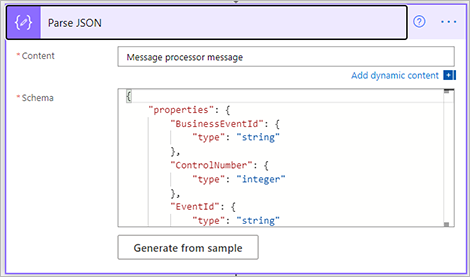 Parse JSON
* Content
Message processor message
Add dynamic content
* Schema
{
"properties": {
"BusinessEventId": {
"type": "string"
},
"ControlNumber": {
"type": "integer"
},
"EventId": {
"type": "string"
Generate from sample